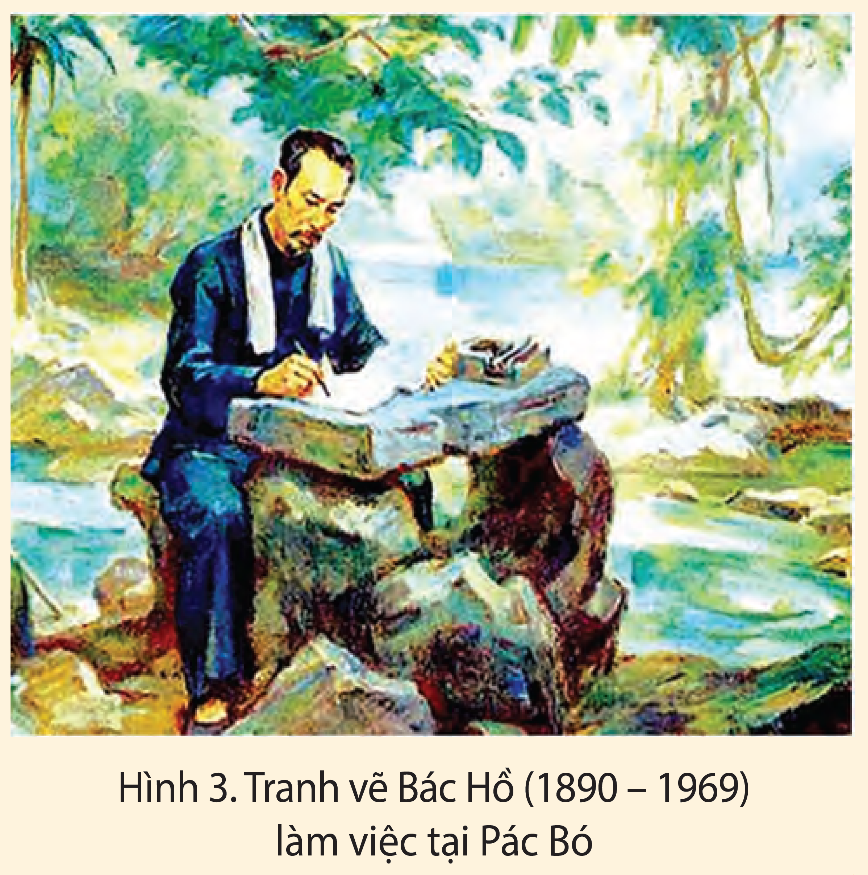 Hình 3. Tranh vẽ Bác Hồ (1890 – 1969)
làm việc tại Pác Bó